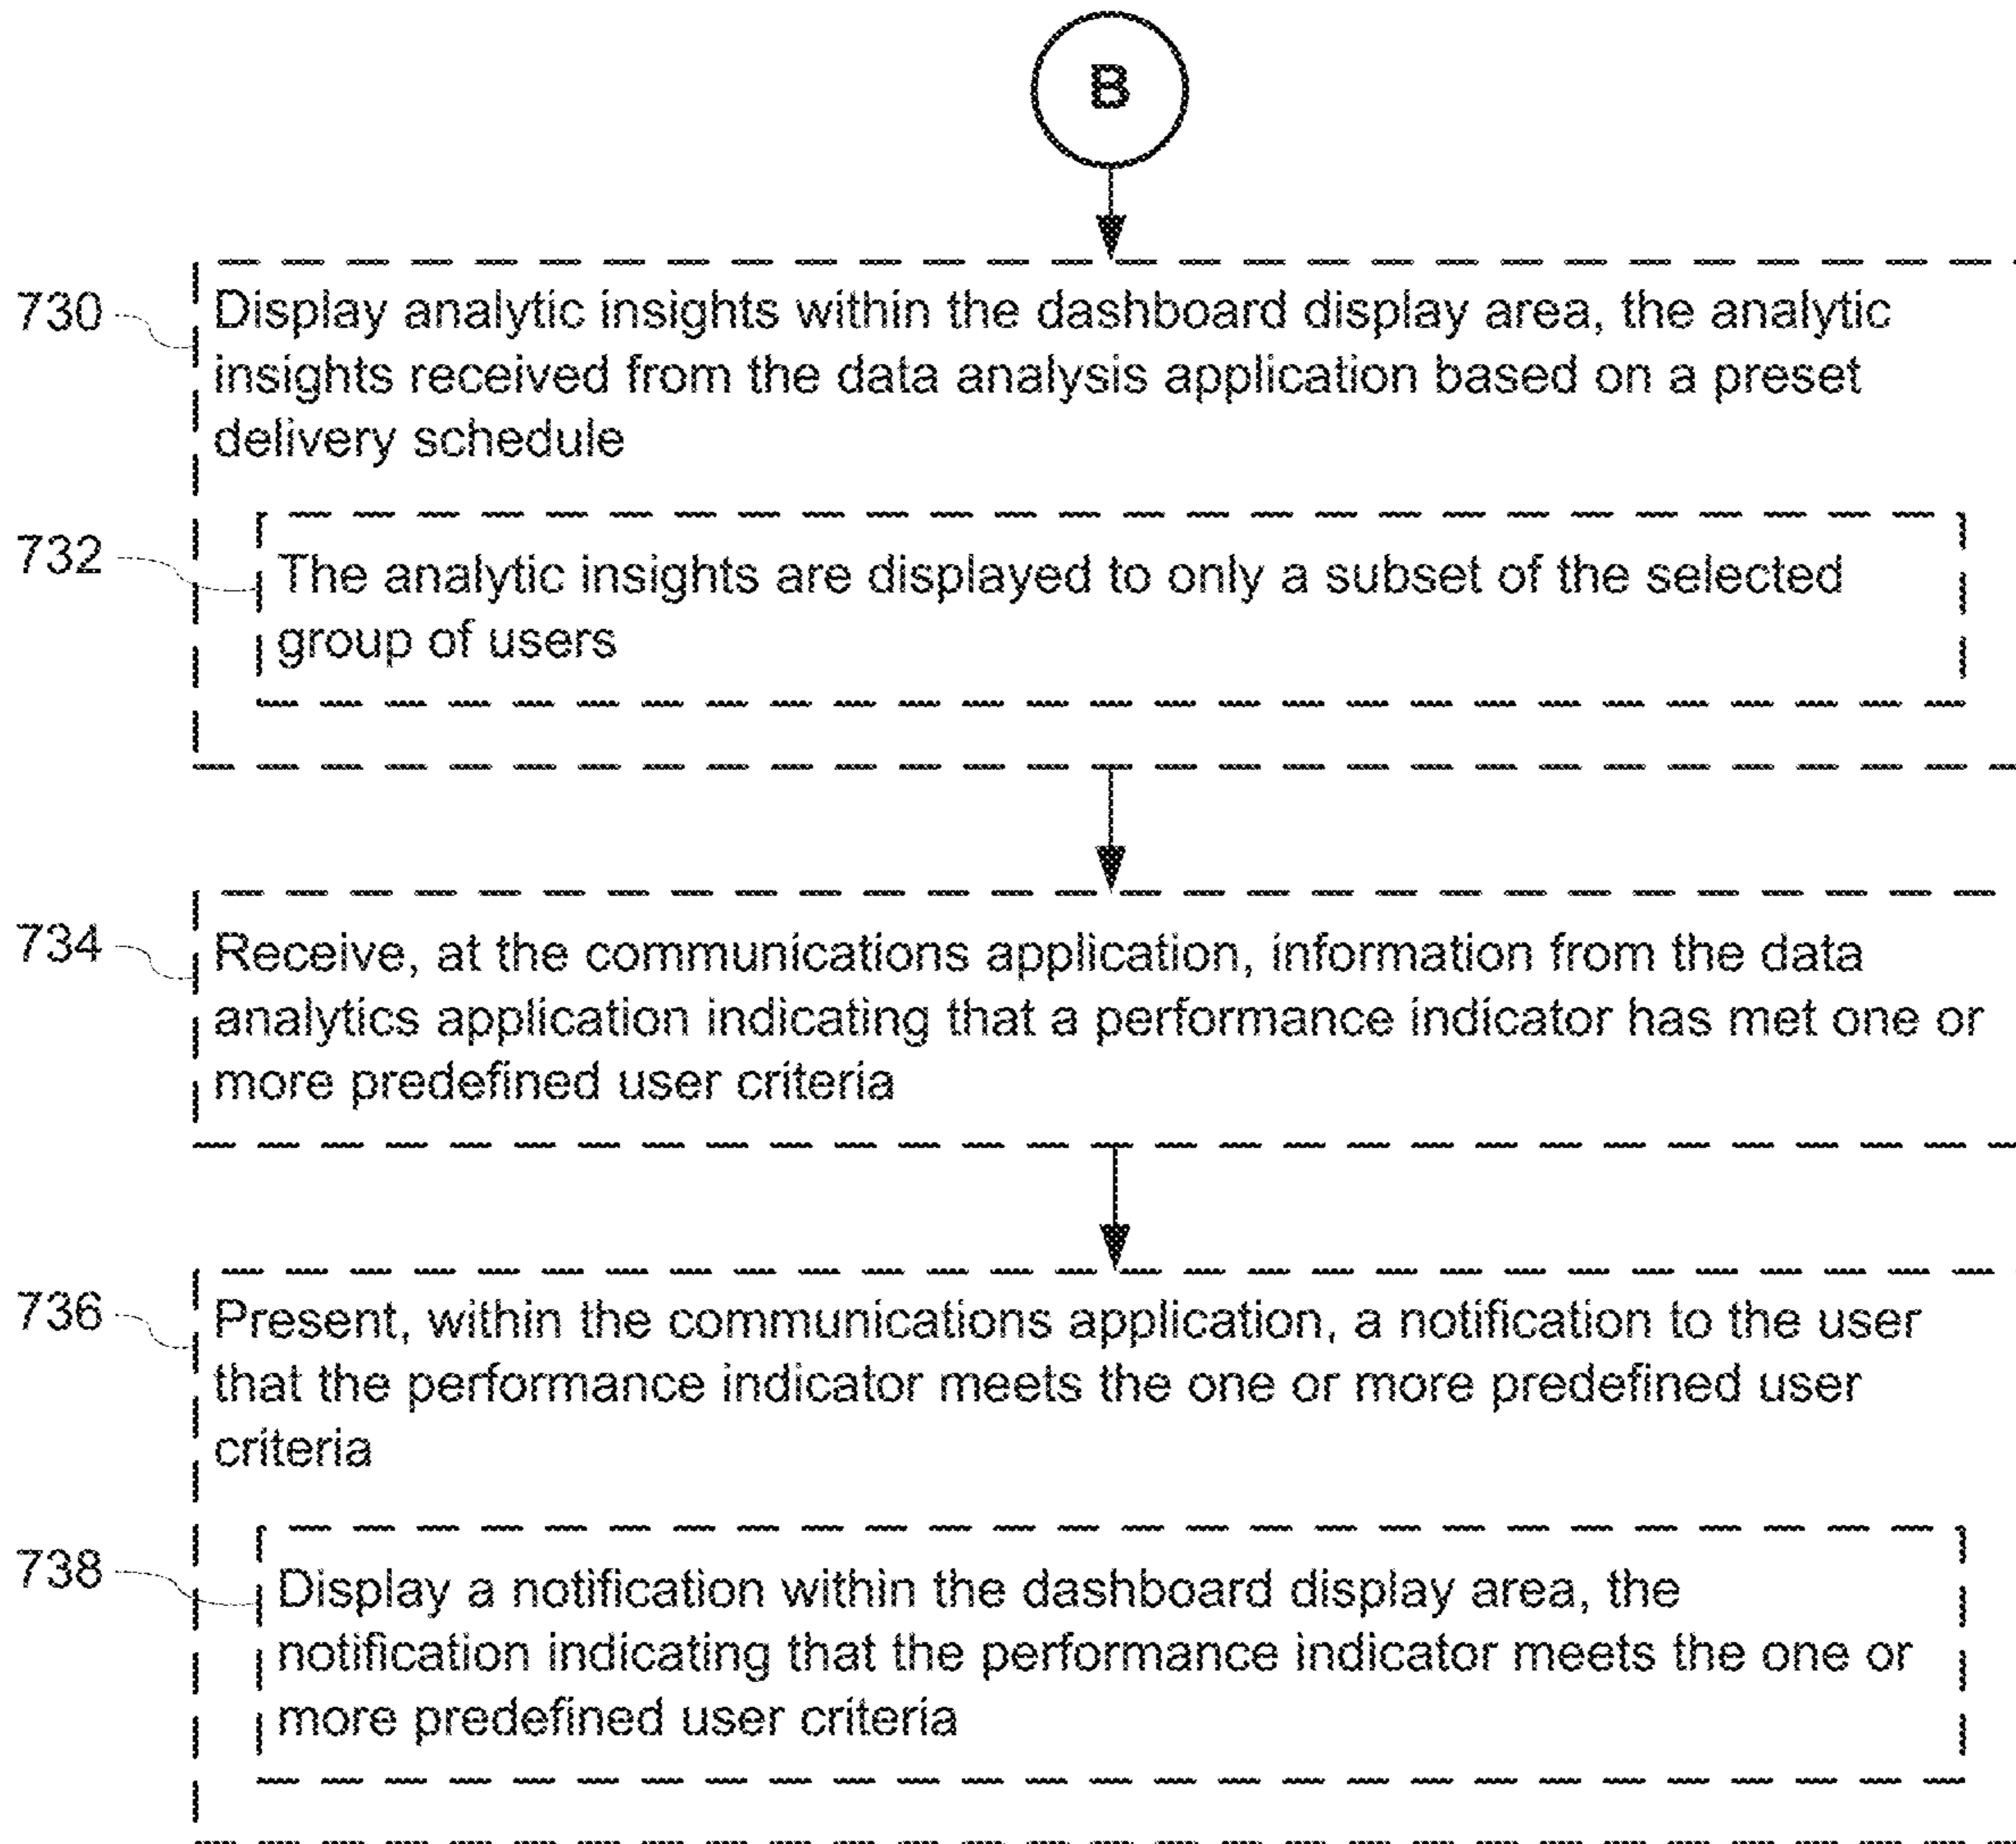 B
730
Display analytic insights within the dashboard display area, the analytic
insights received from the data analysis application based on a preset
delivery schedule
732
The analytic insights are displayed to only a subset of the selected
group of users
734
Receive, at the communications application, information from the data
analytics application indicating that a performance indicator has met one or
more predefined user criteria
736
Present, within the communications application, a notification to the user
that the performance indicator meets the one or more predefined user
criteria
738
Display a notification within the dashboard display area, the
notification indicating that the performance indicator meets the one or
more predefined user criteria